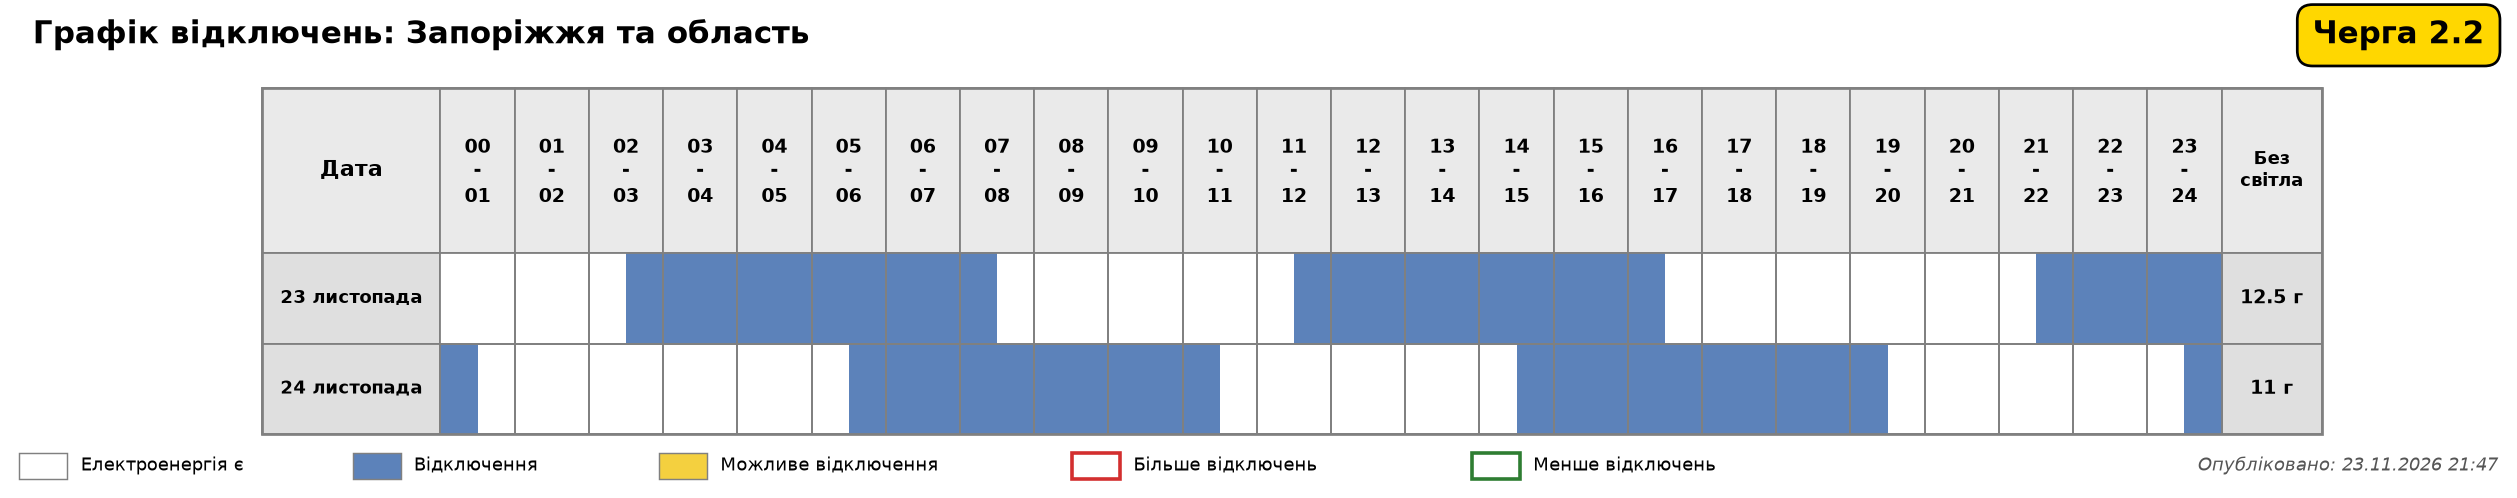 Графік відключень: Запоріжжя та область
Черга 2.2
Дата
00 - 01
01 - 02
02 - 03
03 - 04
04 - 05
05 - 06
06 - 07
07 - 08
08 - 09
09 - 10
10 - 11
11 - 12
12 - 13
13 - 14
14 - 15
15 - 16
16 - 17
17 - 18
18 - 19
19 - 20
20 - 21
21 - 22
22 - 23
23 - 24
Без
світла
23 листопада
12.5 г
24 листопада
11 г
Електроенергія є
Відключення
Можливе відключення
Більше відключень
Менше відключень
Опубліковано: 23.11.2026 21:47